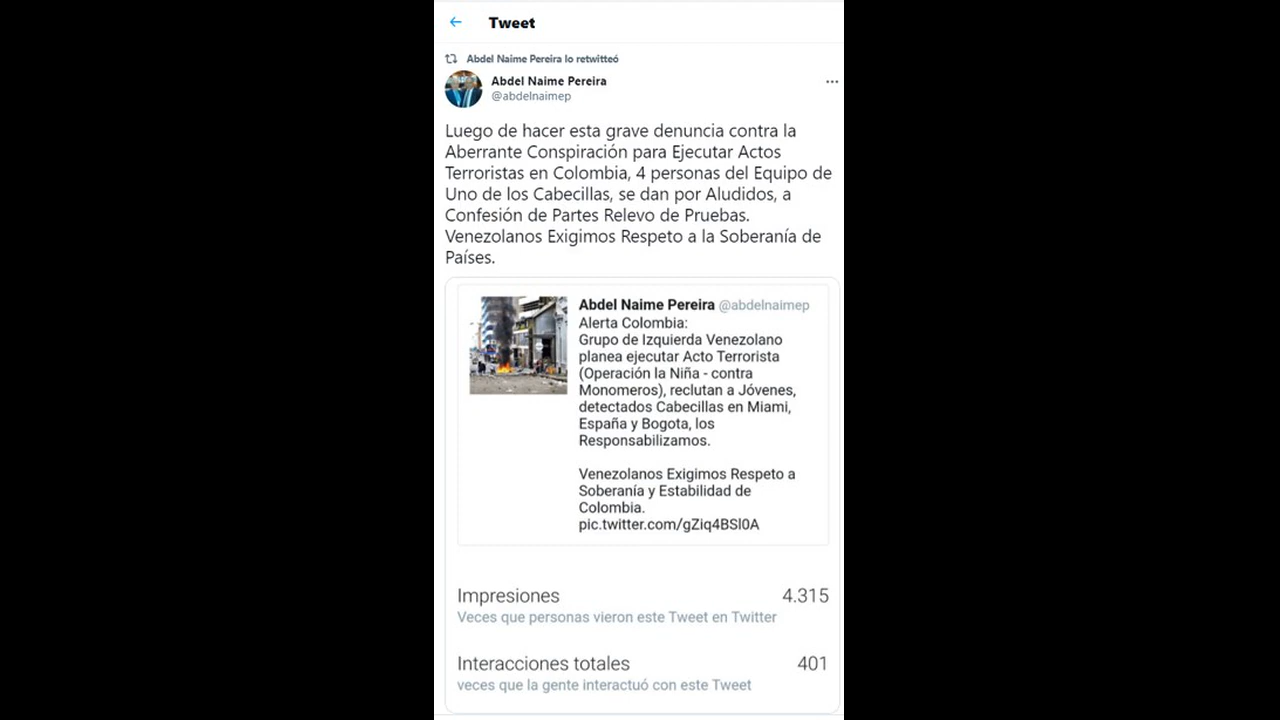 Tweet
Abdel Naime Pereira lo retwitteó
Abdel Naime Pereira
@abdelnaimep
Luego de hacer esta grave denuncia contra la
Aberrante Conspiración para Ejecutar Actos
Terroristas en Colombia, 4 personas del Equipo de
Uno de los Cabecillas, se dan por Aludidos, a
Confesión de Partes Relevo de Pruebas.
Venezolanos Exigimos Respeto a la Soberanía de
Países.
Abdel Naime Pereira @abdelnaimep
Alerta Colombia:
Grupo de Izquierda Venezolano
planea ejecutar Acto Terrorista
(Operación la Niña - contra
Monomeros), reclutan a Jóvenes,
detectados Cabecillas en Miami,
España y Bogota, los
Responsabilizamos.
Venezolanos Exigimos Respeto a
Soberanía y Estabilidad de
Colombia.
pic.twitter.com/gZiq4BSl0A
Impresiones 4.315
Veces que personas vieron este Tweet en Twitter
Interacciones totales 401
veces que la gente interactuó con este Tweet